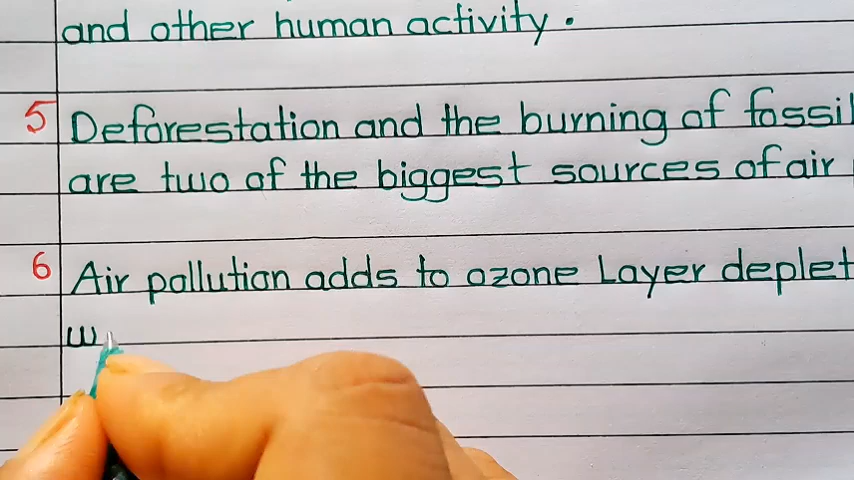 and other human activity.
5 Deforestation and the burning of fossil
are two of the biggest sources of air
6 Air pollution adds to ozone Layer deplet
w